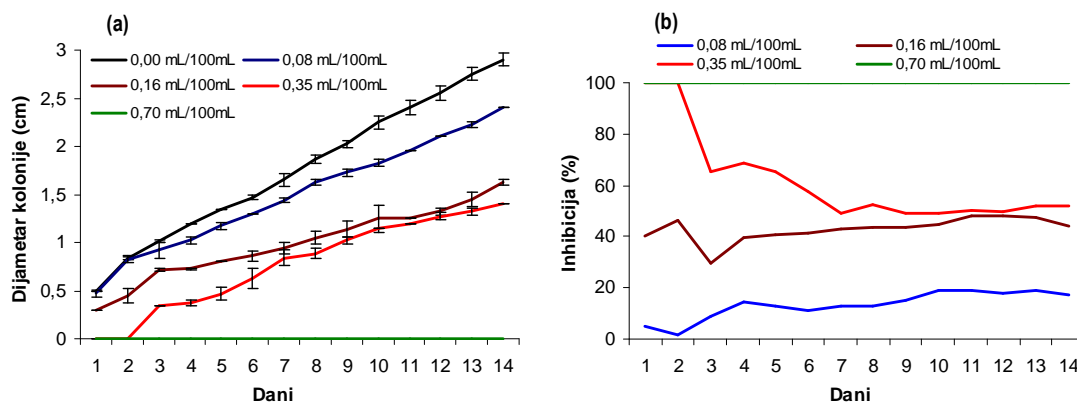 (a)
0,00 mL/100mL
0,08 mL/100mL
0,16 mL/100mL
0,35 mL/100mL
0,70 mL/100mL
Dijametar kolonije (cm)
3
2,5
2
1,5
1
0,5
0
1 2 3 4 5 6 7 8 9 10 11 12 13 14
Dani
(b)
0,08 mL/100mL
0,16 mL/100mL
0,35 mL/100mL
0,70 mL/100mL
Inhibicija (%)
100
80
60
40
20
0
1 2 3 4 5 6 7 8 9 10 11 12 13 14
Dani